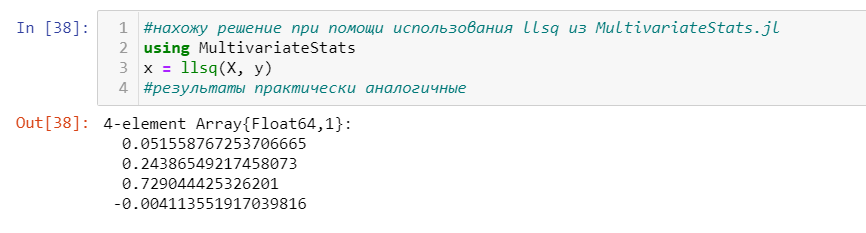 In [38]: 1 #нахожу решение при помощи использования llsq из MultivariateStats.jl
2 using MultivariateStats
3 x = llsq(X, y)
4 #результаты практически аналогичные
Out[38]: 4-element Array{Float64,1}:
0.051558767253706665
0.24386549217458073
0.729044425326201
-0.004113551917039816